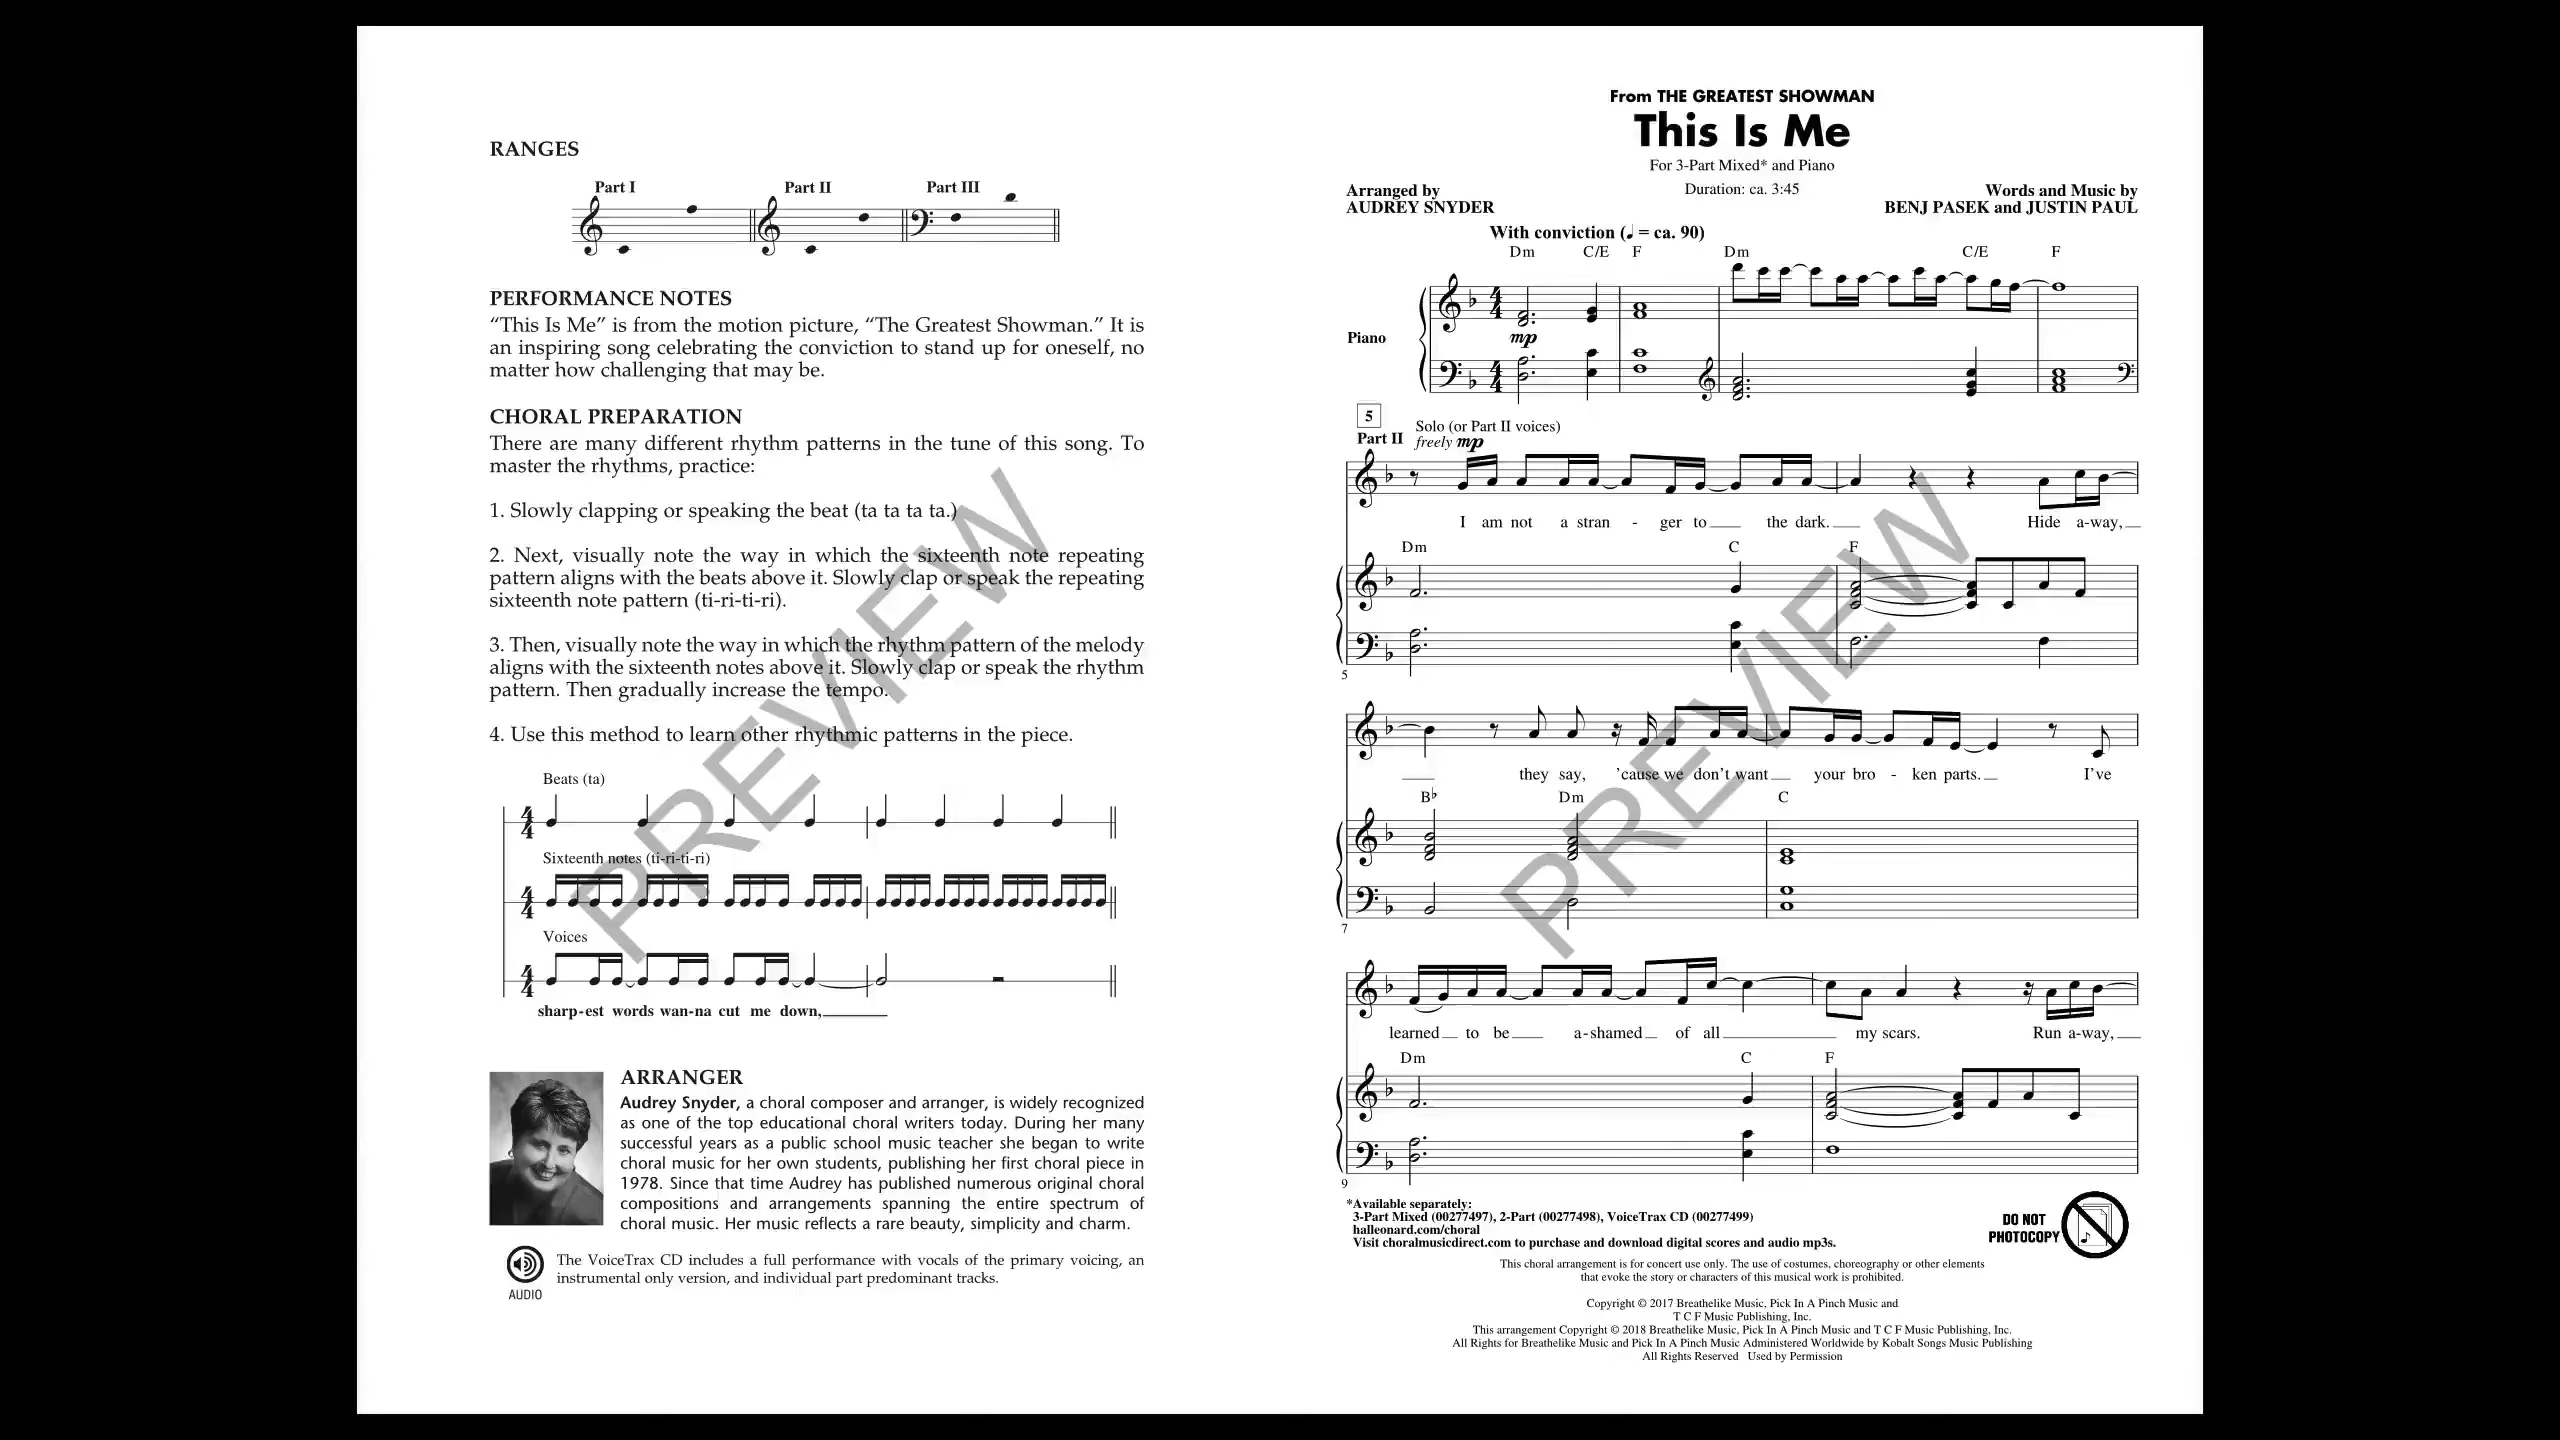 RANGES
Part I Part II Part III
PERFORMANCE NOTES
“This Is Me” is from the motion picture, “The Greatest Showman.” It is
an inspiring song celebrating the conviction to stand up for oneself, no
matter how challenging that may be.
CHORAL PREPARATION
There are many different rhythm patterns in the tune of this song. To
master the rhythms, practice:
1. Slowly clapping or speaking the beat (ta ta ta ta.)
2. Next, visually note the way in which the sixteenth note repeating
pattern aligns with the beats above it. Slowly clap or speak the repeating
sixteenth note pattern (ti-ri-ti-ri).
3. Then, visually note the way in which the rhythm pattern of the melody
aligns with the sixteenth notes above it. Slowly clap or speak the rhythm
pattern. Then gradually increase the tempo.
4. Use this method to learn other rhythmic patterns in the piece.
Beats (ta)
4
4
Sixteenth notes (ti-ri-ti-ri)
4
4
Voices
4
4
sharp-est words wan-na cut me down,
PREVIEW
ARRANGER
Audrey Snyder, a choral composer and arranger, is widely recognized
as one of the top educational choral writers today. During her many
successful years as a public school music teacher she began to write
choral music for her own students, publishing her first choral piece in
1978. Since that time Audrey has published numerous original choral
compositions and arrangements spanning the entire spectrum of
choral music. Her music reflects a rare beauty, simplicity and charm.
AUDIO
The VoiceTrax CD includes a full performance with vocals of the primary voicing, an
instrumental only version, and individual part predominant tracks.
From THE GREATEST SHOWMAN
This Is Me
For 3-Part Mixed* and Piano
Duration: ca. 3:45
Arranged by
AUDREY SNYDER
Words and Music by
BENJ PASEK and JUSTIN PAUL
With conviction (♩ = ca. 90)
Dm C/E F Dm C/E F
Piano
mp
5
Part II
Solo (or Part II voices)
freely mp
I am not a stran - ger to the dark. Hide a-way,
Dm C F
5
they say, ’cause we don’t want your bro - ken parts. I’ve
B♭ Dm C
7
learned to be a-shamed of all my scars. Run a-way,
Dm C F
9
PREVIEW
*Available separately:
3-Part Mixed (00277497), 2-Part (00277498), VoiceTrax CD (00277499)
halleonard.com/choral
Visit choralmusicdirect.com to purchase and download digital scores and audio mp3s.
DO NOT
PHOTOCOPY
This choral arrangement is for concert use only. The use of costumes, choreography or other elements
that evoke the story or characters of this musical work is prohibited.
Copyright © 2017 Breathelike Music, Pick In A Pinch Music and
T C F Music Publishing, Inc.
This arrangement Copyright © 2018 Breathelike Music, Pick In A Pinch Music and T C F Music Publishing, Inc.
All Rights for Breathelike Music and Pick In A Pinch Music Administered Worldwide by Kobalt Songs Music Publishing
All Rights Reserved Used by Permission